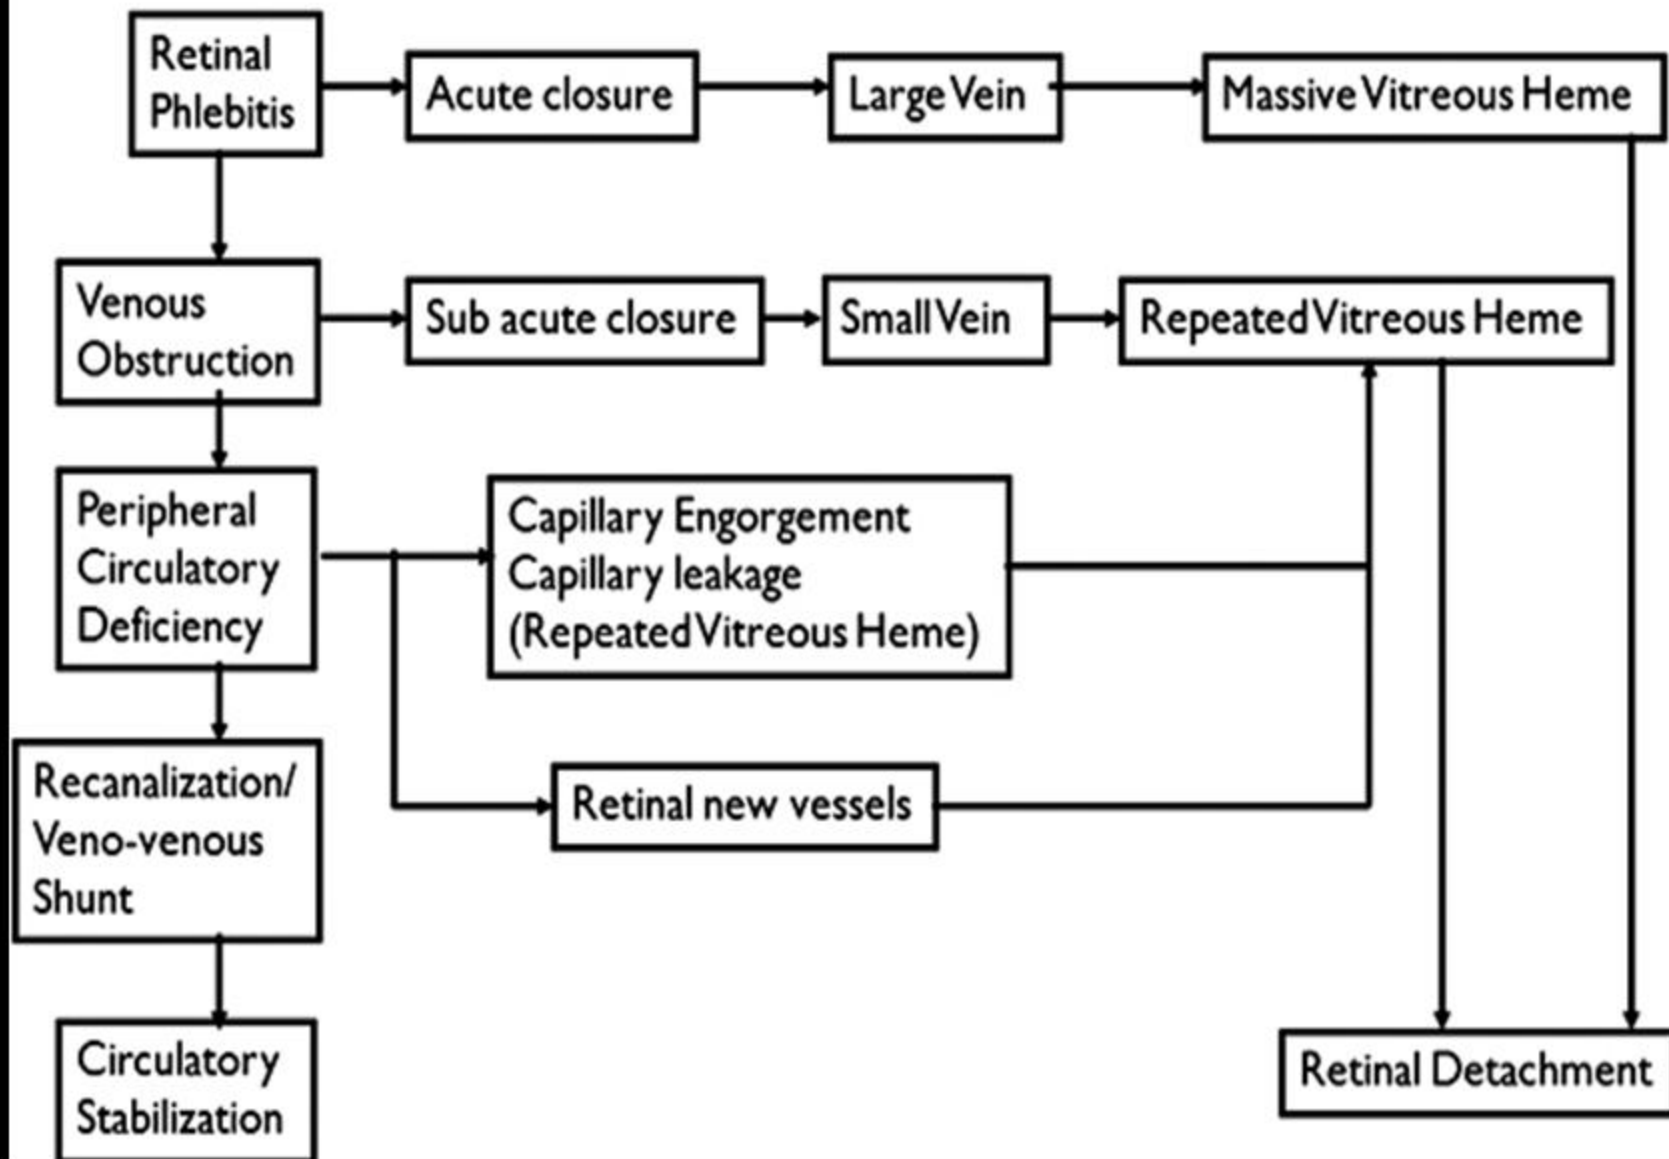 Retinal
Phlebitis
Acute closure
Large Vein
Massive Vitreous Heme
Venous
Obstruction
Sub acute closure
Small Vein
Repeated Vitreous Heme
Peripheral
Circulatory
Deficiency
Capillary Engorgement
Capillary leakage
(Repeated Vitreous Heme)
Recanalization/
Veno-venous
Shunt
Retinal new vessels
Circulatory
Stabilization
Retinal Detachment